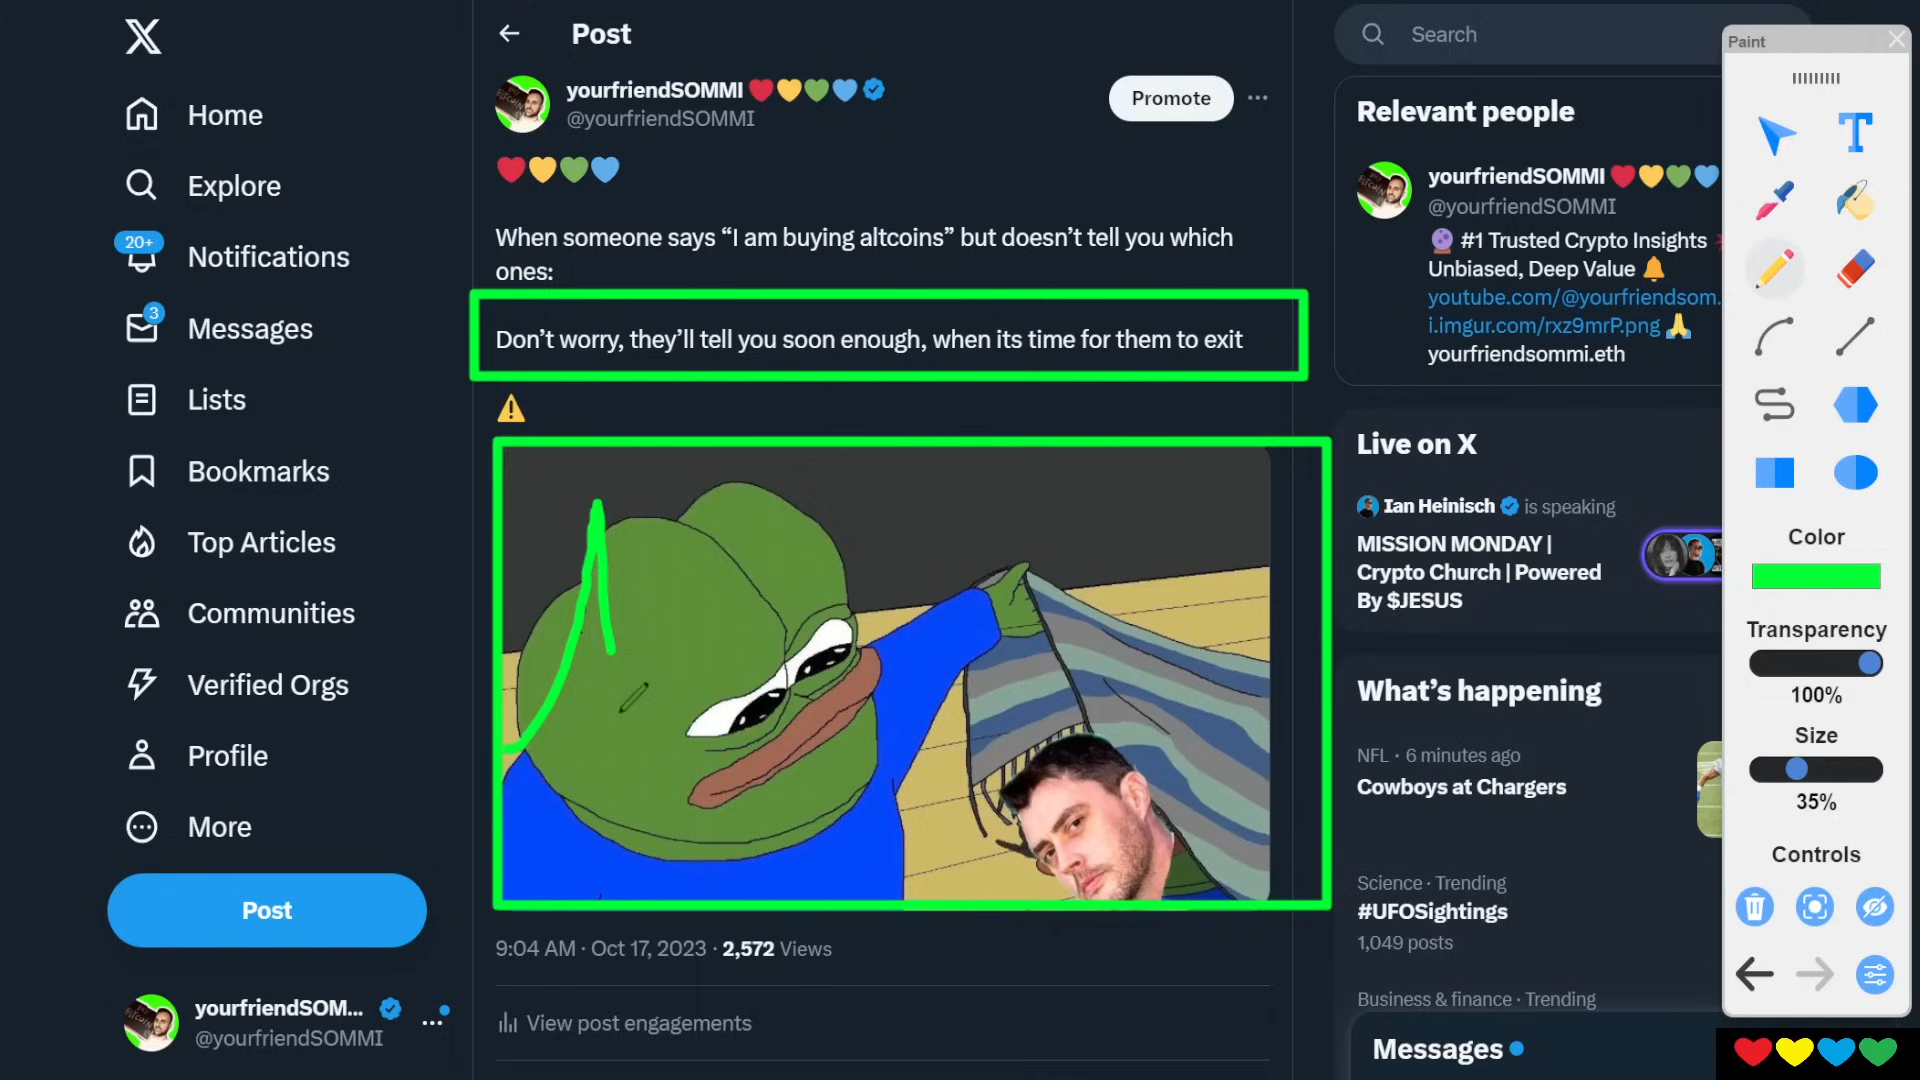 Home
Explore
20+
Notifications
3
Messages
Lists
Bookmarks
Top Articles
Communities
Verified Orgs
Profile
More
Post
yourfriendSOM...
@yourfriendSOMMI
Post
yourfriendSOMMI
@yourfriendSOMMI
Promote
When someone says “I am buying altcoins” but doesn’t tell you which
ones:
Don’t worry, they’ll tell you soon enough, when its time for them to exit
9:04 AM · Oct 17, 2023 · 2,572 Views
View post engagements
Search
Relevant people
yourfriendSOMMI
@yourfriendSOMMI
#1 Trusted Crypto Insights
Unbiased, Deep Value
youtube.com/@yourfriendsom.
i.imgur.com/rxz9mrP.png
yourfriendsommi.eth
Live on X
Ian Heinisch is speaking
MISSION MONDAY |
Crypto Church | Powered
By $JESUS
What’s happening
NFL · 6 minutes ago
Cowboys at Chargers
Science · Trending
#UFOSightings
1,049 posts
Business & finance · Trending
Messages
Paint
T
Color
Transparency
100%
Size
35%
Controls